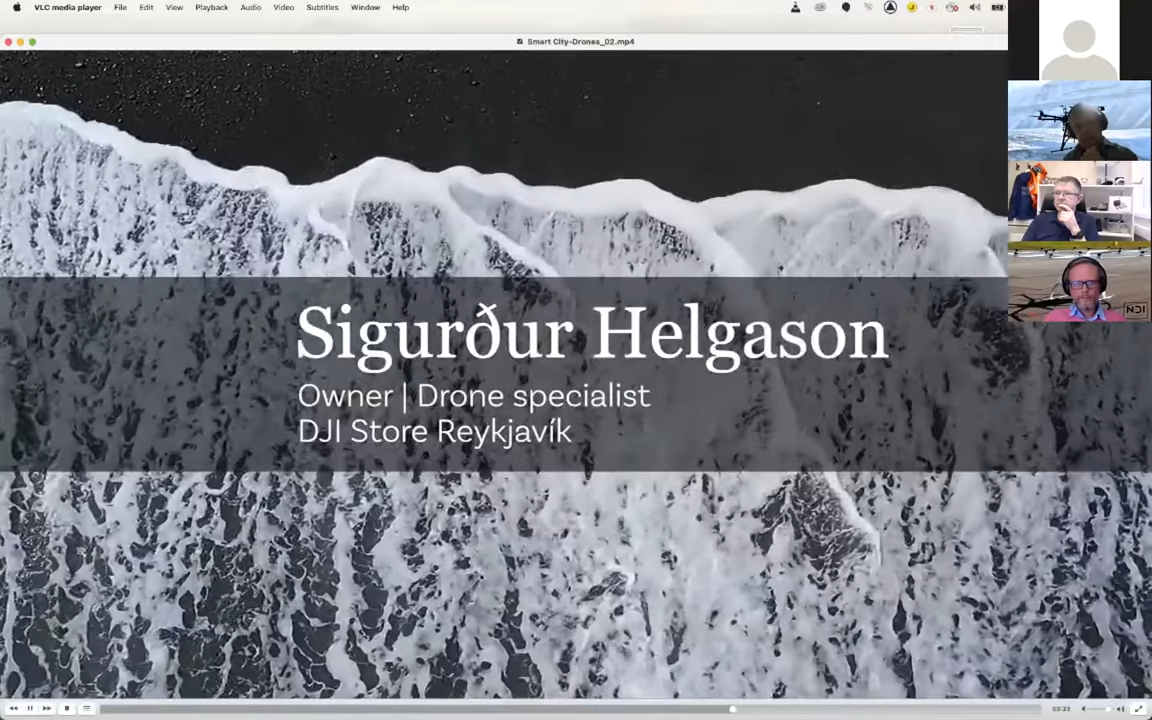 VLC media player File Edit View Playback Audio Video Subtitles Window Help
Smart City-Drones_02.mp4
Sigurður Helgason
Owner | Drone specialist
DJI Store Reykjavík
NDI